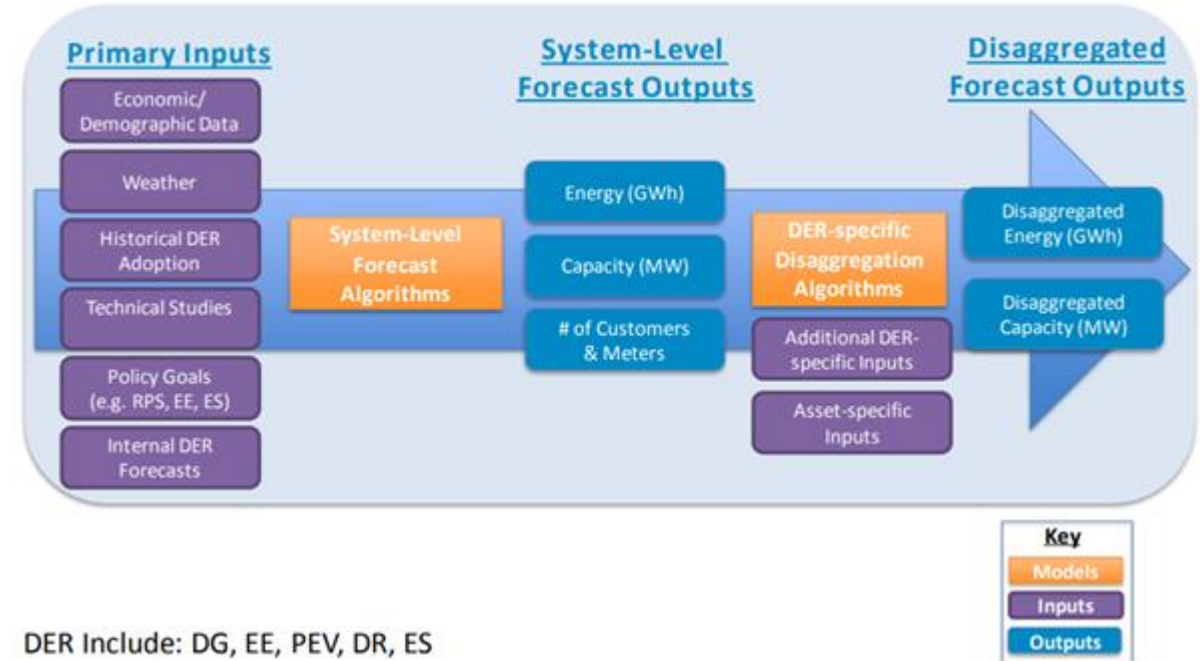 Primary Inputs
Economic/
Demographic Data
Weather
Historical DER
Adoption
Technical Studies
Policy Goals
(e.g. RPS, EE, ES)
Internal DER
Forecasts
System-Level
Forecast
Algorithms
System-Level
Forecast Outputs
Energy (GWh)
Capacity (MW)
# of Customers
& Meters
DER-specific
Disaggregation
Algorithms
Additional DER-
specific Inputs
Asset-specific
Inputs
Disaggregated
Forecast Outputs
Disaggregated
Energy (GWh)
Disaggregated
Capacity (MW)
Key
Models
Inputs
Outputs
DER Include: DG, EE, PEV, DR, ES